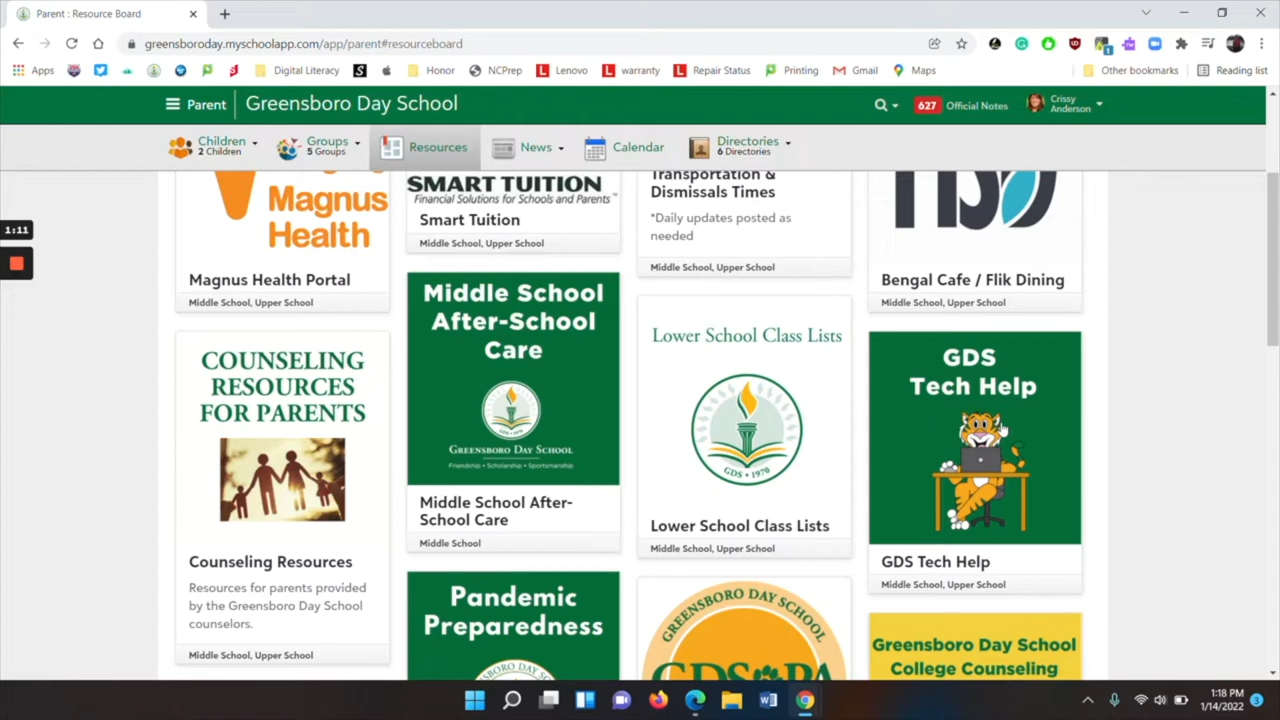 Parent : Resource Board
greensboroday.myschoolapp.com/app/parent#resourceboard
Apps
Digital Literacy
Honor
NCPrep
Lenovo
warranty
Repair Status
Printing
Gmail
Maps
Other bookmarks
Reading list
Parent
Greensboro Day School
627 Official Notes
Crissy
Anderson
Children
2 Children
Groups
5 Groups
Resources
News
Calendar
Directories
6 Directories
1:11
Magnus
Health
Magnus Health Portal
Middle School, Upper School
SMART TUITION
Financial Solutions for Schools and Parents
Smart Tuition
Middle School, Upper School
Transportation &
Dismissals Times
*Daily updates posted as
needed
Middle School, Upper School
Bengal Cafe / Flik Dining
Middle School, Upper School
COUNSELING
RESOURCES
FOR PARENTS
Counseling Resources
Resources for parents provided
by the Greensboro Day School
counselors.
Middle School, Upper School
Middle School
After-School
Care
GREENSBORO DAY SCHOOL
Friendship • Scholarship • Sportsmanship
Middle School After-
School Care
Middle School
Lower School Class Lists
GDS • 1970
Lower School Class Lists
Middle School, Upper School
GDS
Tech Help
GDS Tech Help
Middle School, Upper School
Pandemic
Preparedness
GREENSBORO DAY SCHOOL
GDS PA
Greensboro Day School
College Counseling
1:18 PM
1/14/2022
3